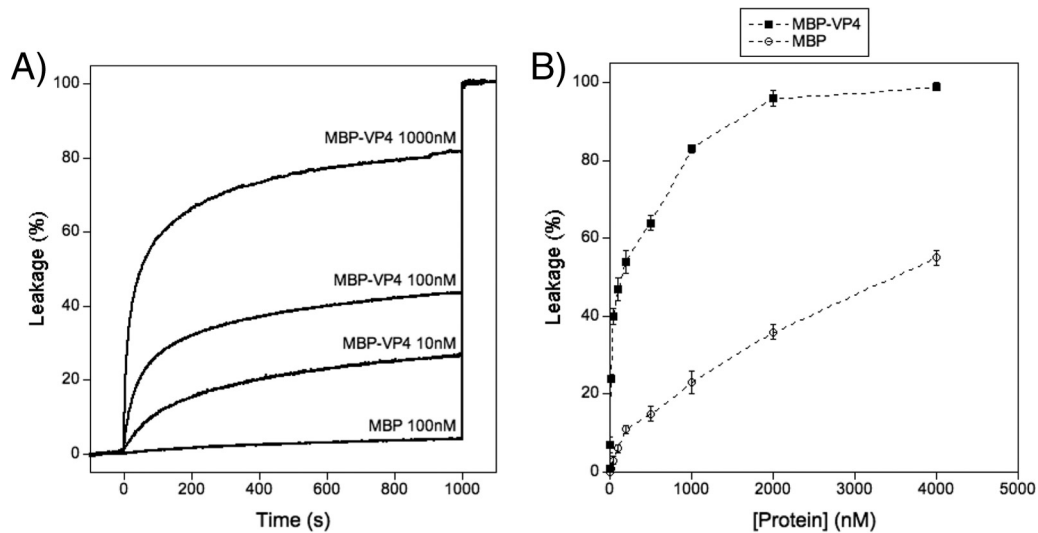 A)
Leakage (%)
100
80
60
40
20
0
MBP-VP4 1000nM
MBP-VP4 100nM
MBP-VP4 10nM
MBP 100nM
0 200 400 600 800 1000
Time (s)
B)
MBP-VP4
MBP
Leakage (%)
100
80
60
40
20
0
0 1000 2000 3000 4000 5000
[Protein] (nM)